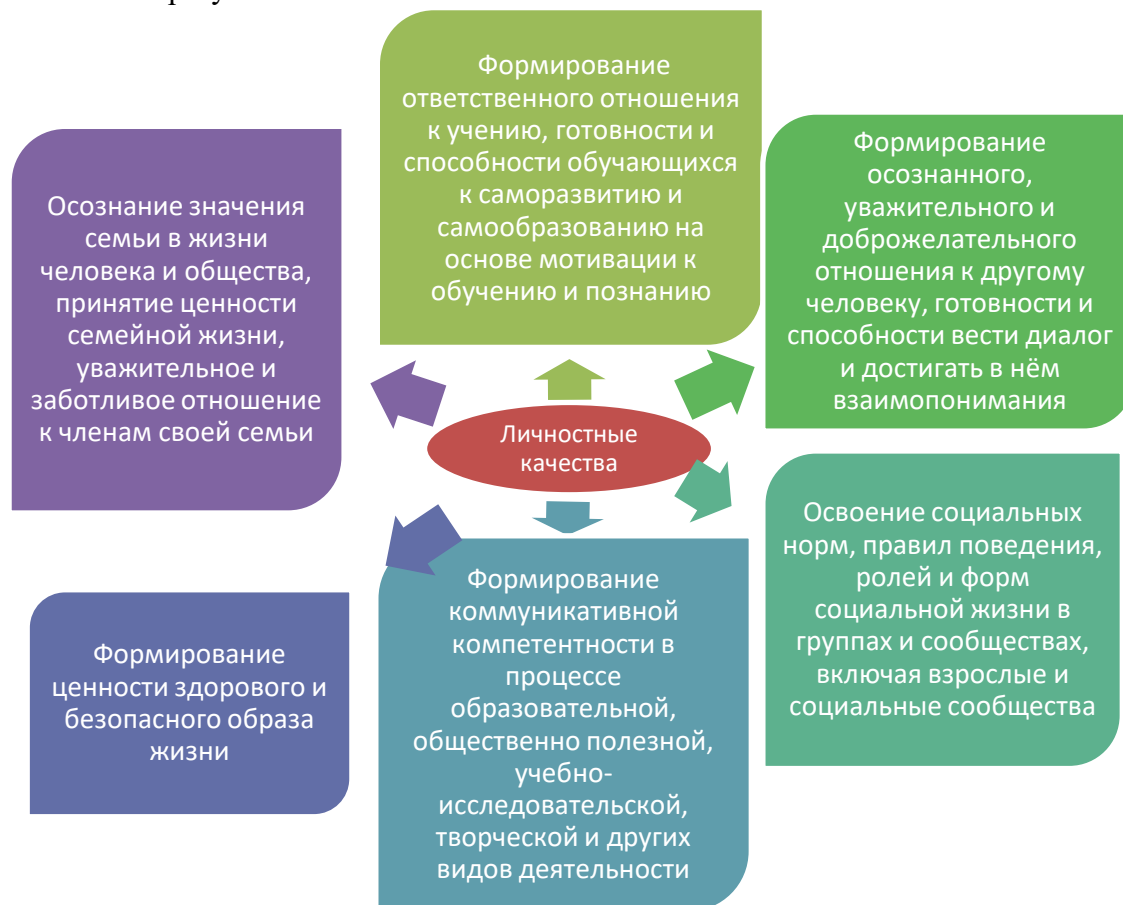 Формирование
ответственного отношения
к учению, готовности и
способности обучающихся
к саморазвитию и
самообразованию на
основе мотивации к
обучению и познанию
Формирование
осознанного,
уважительного и
доброжелательного
отношения к другому
человеку, готовности и
способности вести диалог
и достигать в нём
взаимопонимания
Осознание значения
семьи в жизни
человека и общества,
принятие ценности
семейной жизни,
уважительное и
заботливое отношение
к членам своей семьи
Личностные
качества
Освоение социальных
норм, правил поведения,
ролей и форм
социальной жизни в
группах и сообществах,
включая взрослые и
социальные сообщества
Формирование
коммуникативной
компетентности в
процессе
образовательной,
общественно полезной,
учебно-
исследовательской,
творческой и других
видов деятельности
Формирование
ценности здорового и
безопасного образа
жизни